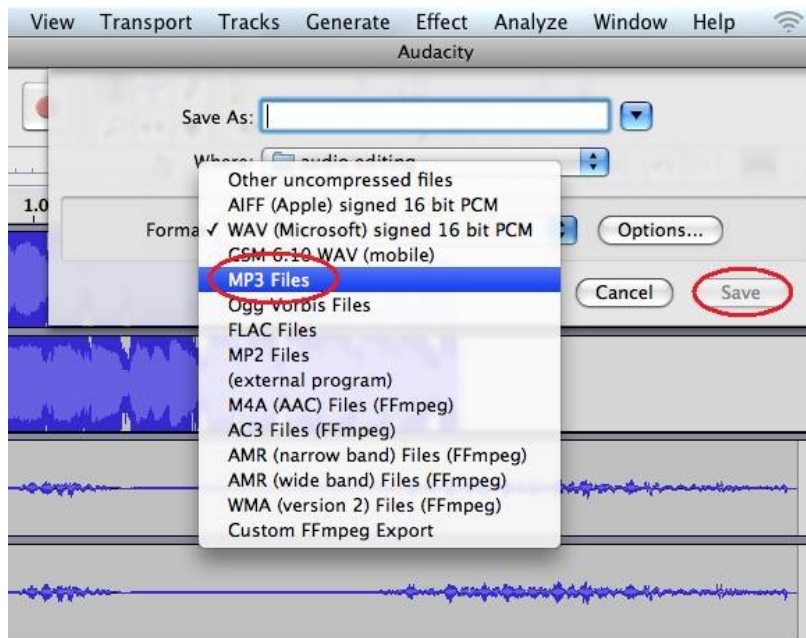 View Transport Tracks Generate Effect Analyze Window Help
Audacity
Save As:
Where: audio editing
Other uncompressed files
AIFF (Apple) signed 16 bit PCM
1.0
Forma ✓ WAV (Microsoft) signed 16 bit PCM Options...
GSM 6.10 WAV (mobile)
MP3 Files
Cancel Save
Ogg Vorbis Files
FLAC Files
MP2 Files
(external program)
M4A (AAC) Files (FFmpeg)
AC3 Files (FFmpeg)
AMR (narrow band) Files (FFmpeg)
AMR (wide band) Files (FFmpeg)
WMA (version 2) Files (FFmpeg)
Custom FFmpeg Export